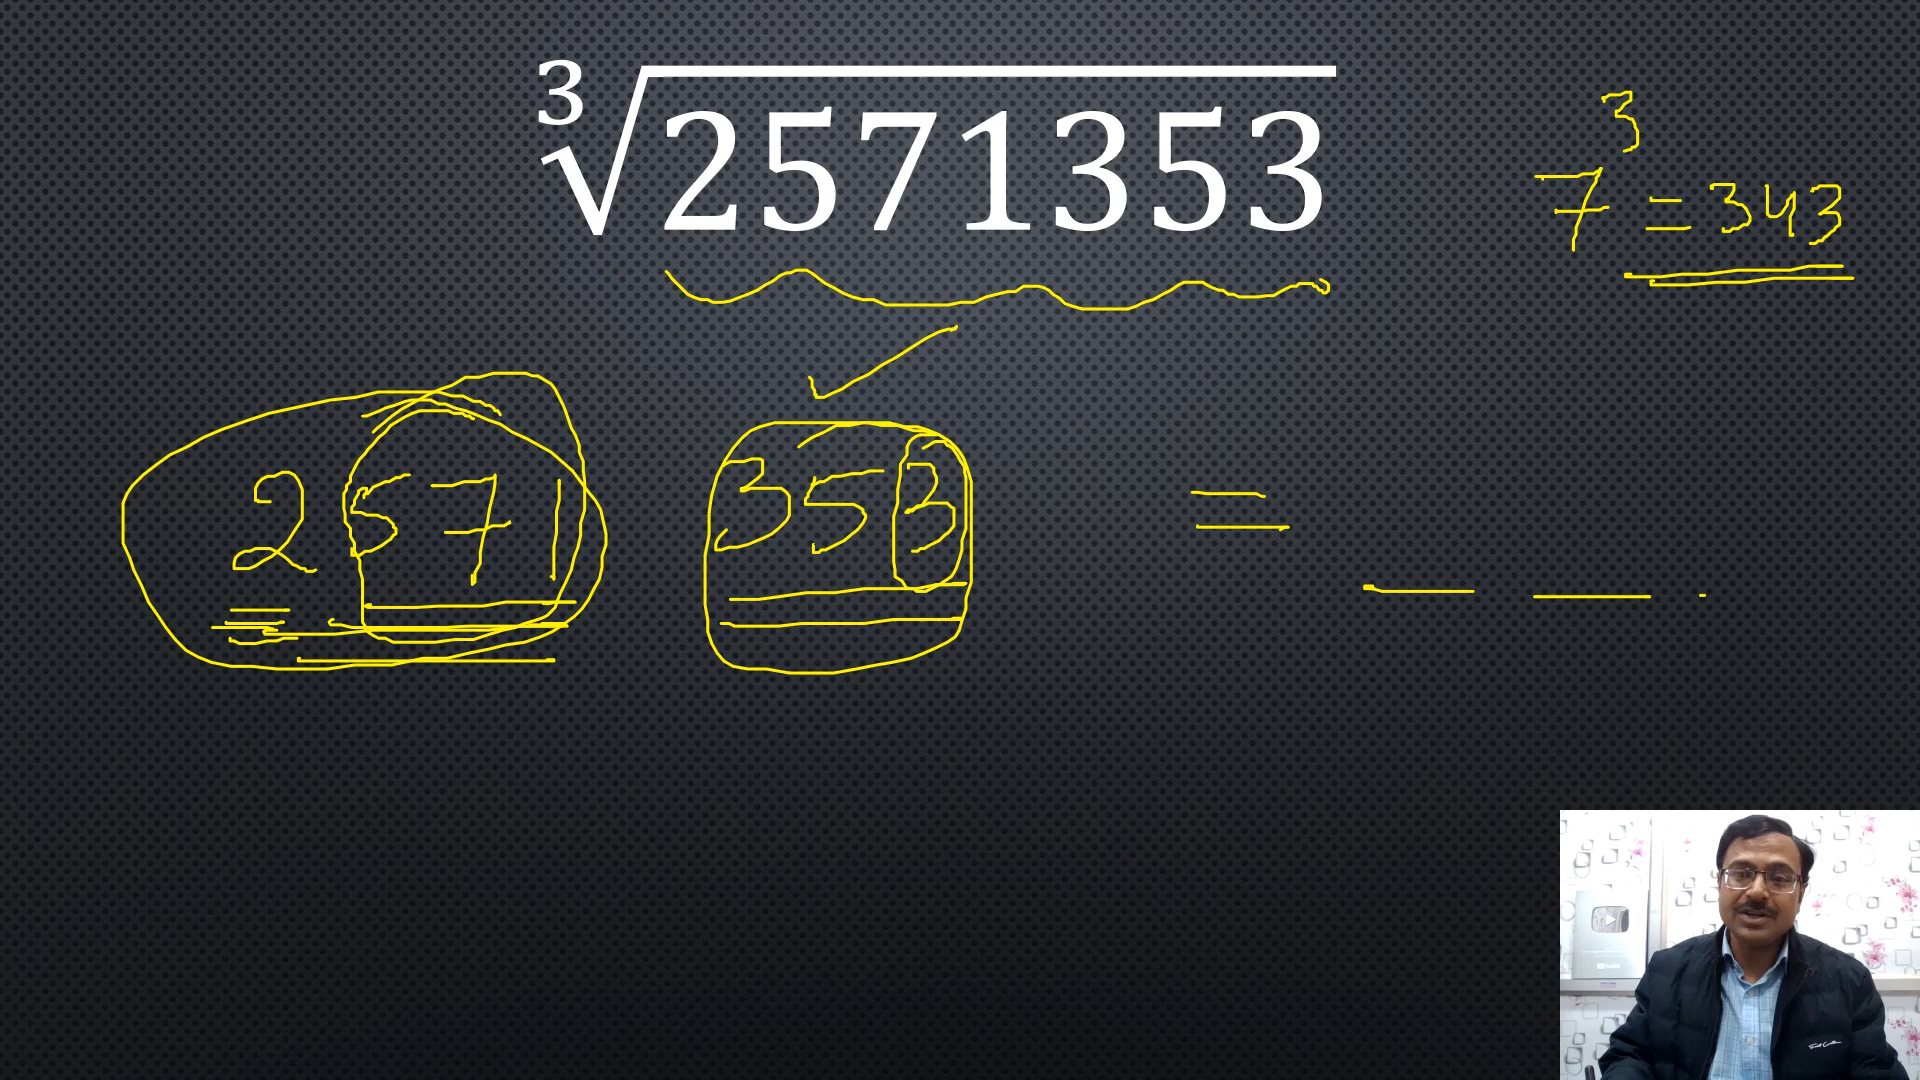 ∛2571353
7³ = 343
2571 353 = _ _ .